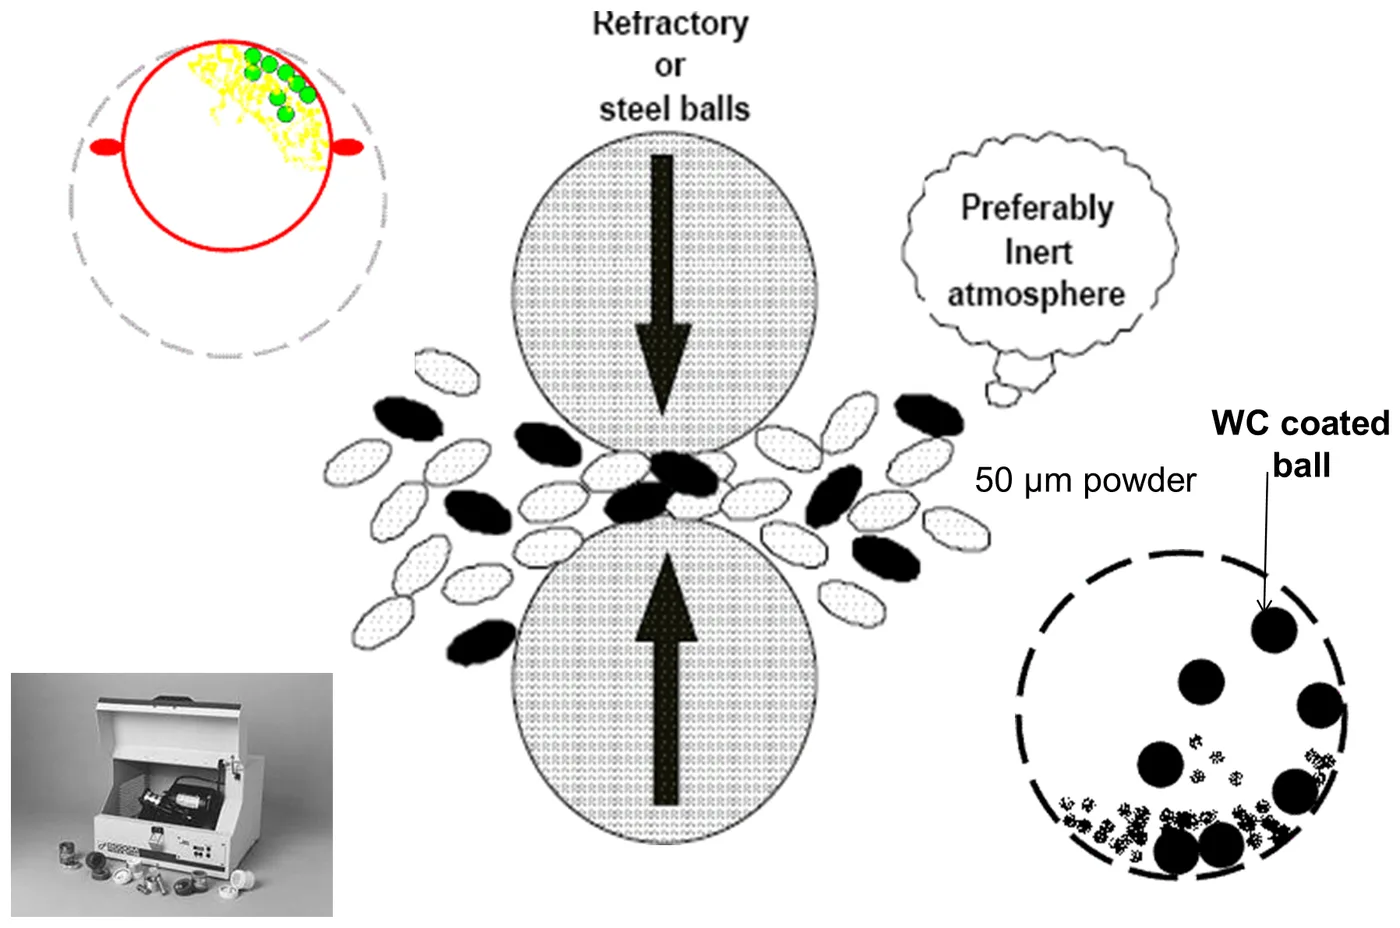 Refractory
or
steel balls
Preferably
Inert
atmosphere
WC coated
ball
50 μm powder